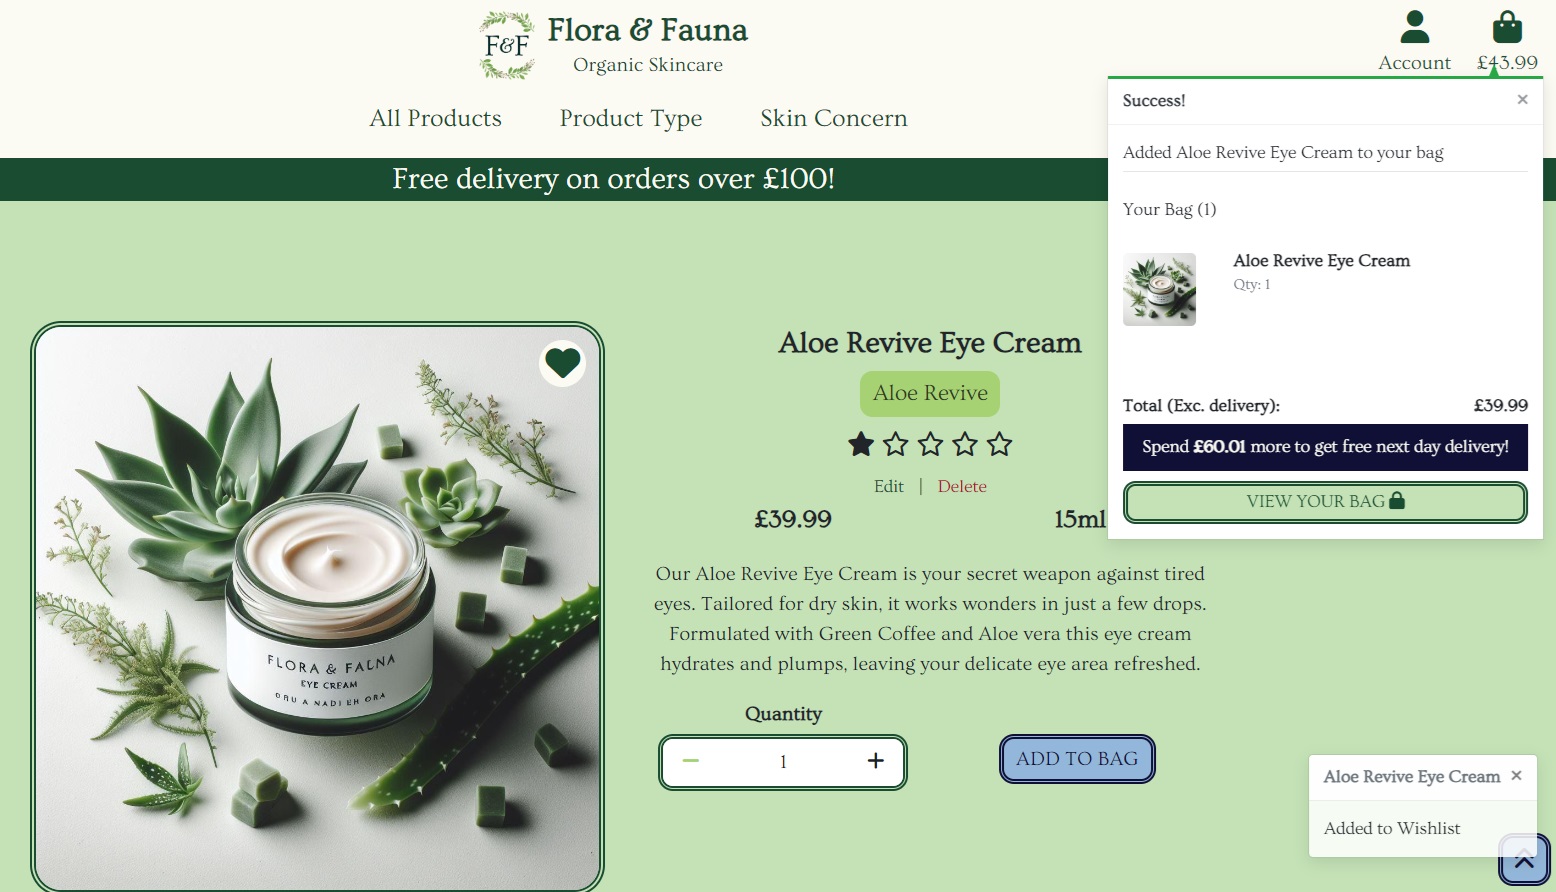 F&F
Flora & Fauna
Organic Skincare
Account
£43.99
All Products
Product Type
Skin Concern
Free delivery on orders over £100!
Success!
×
Added Aloe Revive Eye Cream to your bag
Your Bag (1)
Aloe Revive Eye Cream
Qty: 1
Total (Exc. delivery):
£39.99
Spend £60.01 more to get free next day delivery!
VIEW YOUR BAG
Aloe Revive Eye Cream
Aloe Revive
Edit | Delete
£39.99
15ml
Our Aloe Revive Eye Cream is your secret weapon against tired
eyes. Tailored for dry skin, it works wonders in just a few drops.
Formulated with Green Coffee and Aloe vera this eye cream
hydrates and plumps, leaving your delicate eye area refreshed.
Quantity
1
ADD TO BAG
FLORA & FAUNA
EYE CREAM
Aloe Revive Eye Cream ×
Added to Wishlist